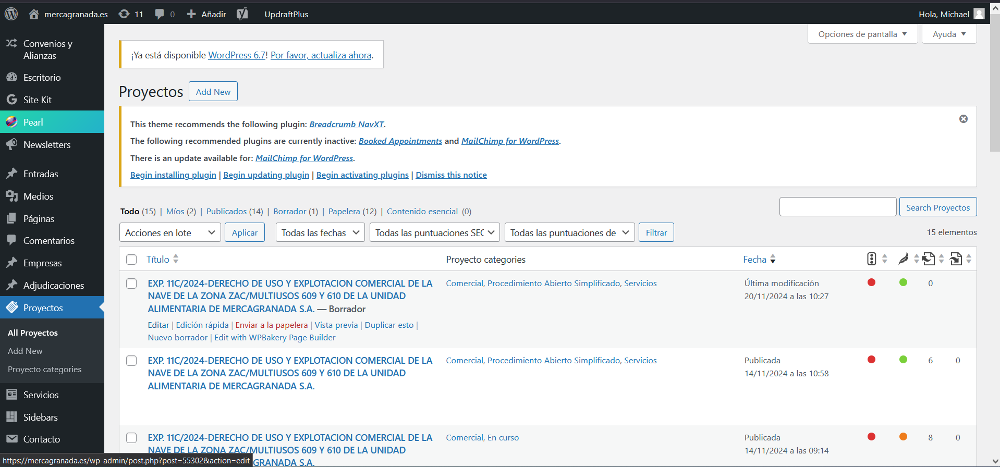 mercagranada.es 11 0 Añadir UpdraftPlus Hola, Michael
Opciones de pantalla Ayuda
Convenios y
Alianzas
Escritorio
Site Kit
Pearl
Newsletters
Entradas
Medios
Páginas
Comentarios
Empresas
Adjudicaciones
Proyectos
All Proyectos
Add New
Proyecto categories
Servicios
Sidebars
Contacto
¡Ya está disponible WordPress 6.7! Por favor, actualiza ahora.
Proyectos Add New
This theme recommends the following plugin: Breadcrumb NavXT.
The following recommended plugins are currently inactive: Booked Appointments and MailChimp for WordPress.
There is an update available for: MailChimp for WordPress.
Begin installing plugin | Begin updating plugin | Begin activating plugins | Dismiss this notice
Todo (15) | Míos (2) | Publicados (14) | Borrador (1) | Papelera (12) | Contenido esencial (0)
Search Proyectos
Acciones en lote Aplicar Todas las fechas Todas las puntuaciones SEO Todas las puntuaciones de Filtrar 15 elementos
Título Proyecto categories Fecha
EXP. 11C/2024-DERECHO DE USO Y EXPLOTACION COMERCIAL DE LA Comercial, Procedimiento Abierto Simplificado, Servicios Última modificación 0
NAVE DE LA ZONA ZAC/MULTIUSOS 609 Y 610 DE LA UNIDAD 20/11/2024 a las 10:27
ALIMENTARIA DE MERCAGRANADA S.A. — Borrador
Editar | Edición rápida | Enviar a la papelera | Vista previa | Duplicar esto |
Nuevo borrador | Edit with WPBakery Page Builder
EXP. 11C/2024-DERECHO DE USO Y EXPLOTACION COMERCIAL DE LA Comercial, Procedimiento Abierto Simplificado, Servicios Publicada 6 0
NAVE DE LA ZONA ZAC/MULTIUSOS 609 Y 610 DE LA UNIDAD 14/11/2024 a las 10:58
ALIMENTARIA DE MERCAGRANADA S.A.
EXP. 11C/2024-DERECHO DE USO Y EXPLOTACION COMERCIAL DE LA Comercial, En curso Publicada 8 0
NAVE DE LA ZONA ZAC/MULTIUSOS 609 Y 610 DE LA UNIDAD 14/11/2024 a las 09:14
GRANADA S.A.
https://mercagranada.es/wp-admin/post.php?post=55302&action=edit